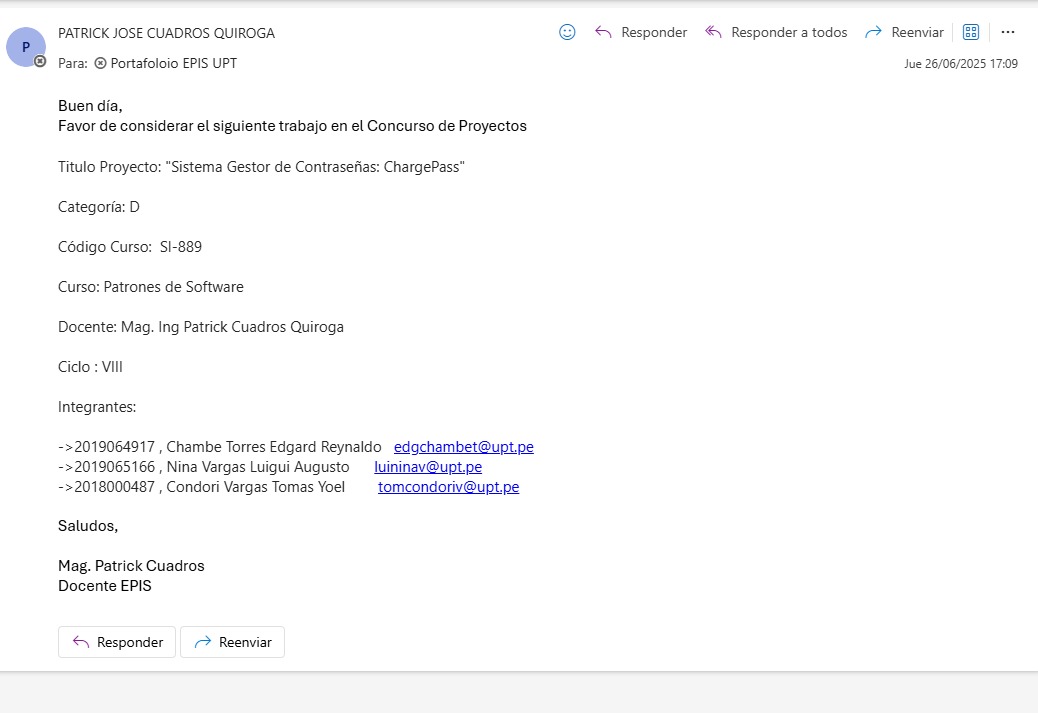 PATRICK JOSE CUADROS QUIROGA
Responder
Responder a todos
Reenviar
P
Para: Portafoloio EPIS UPT
Jue 26/06/2025 17:09
Buen día,
Favor de considerar el siguiente trabajo en el Concurso de Proyectos
Titulo Proyecto: "Sistema Gestor de Contraseñas: ChargePass"
Categoría: D
Código Curso:  SI-889
Curso: Patrones de Software
Docente: Mag. Ing Patrick Cuadros Quiroga
Ciclo : VIII
Integrantes:
->2019064917 , Chambe Torres Edgard Reynaldo   edgchambet@upt.pe
->2019065166 , Nina Vargas Luigui Augusto   luininav@upt.pe
->2018000487 , Condori Vargas Tomas Yoel   tomcondoriv@upt.pe
Saludos,
Mag. Patrick Cuadros
Docente EPIS
Responder
Reenviar